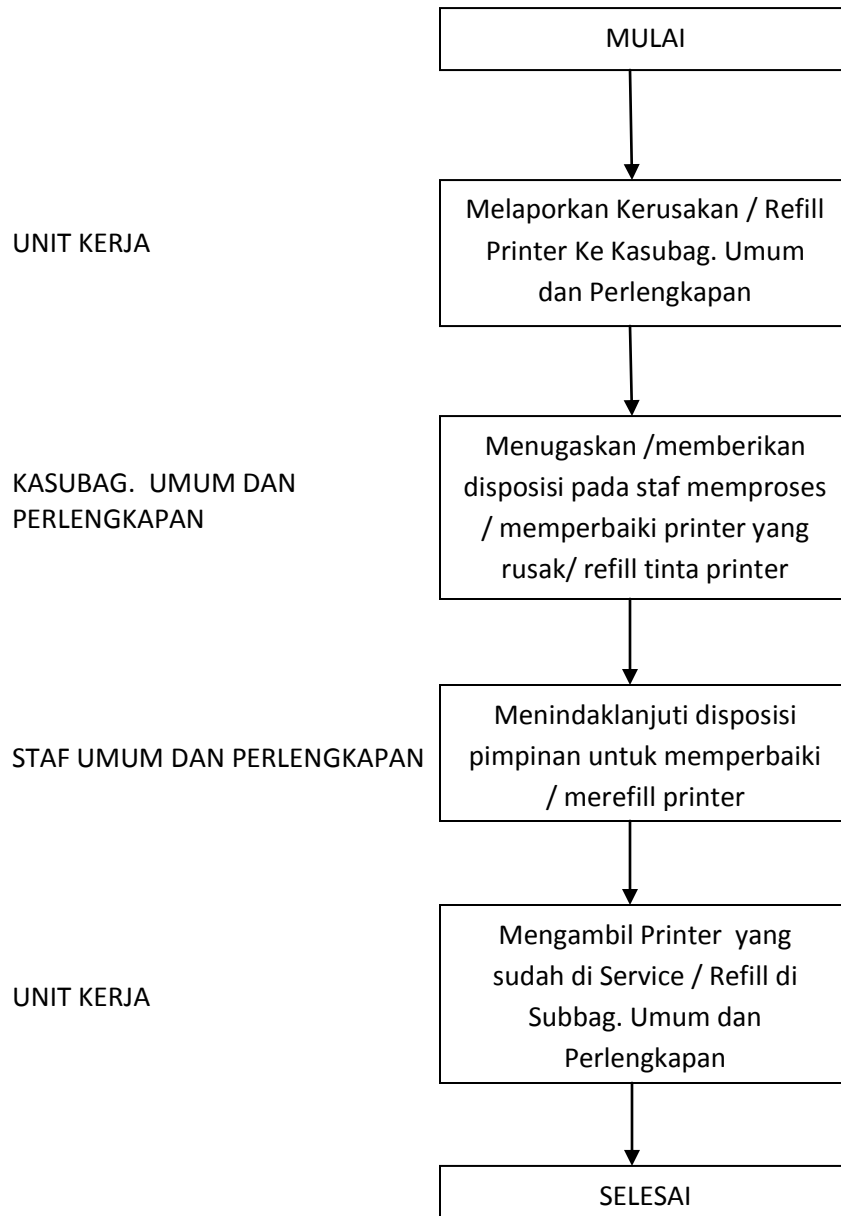 MULAI
UNIT KERJA
Melaporkan Kerusakan / Refill
Printer Ke Kasubag. Umum
dan Perlengkapan
KASUBAG.  UMUM DAN
PERLENGKAPAN
Menugaskan /memberikan
disposisi pada staf memproses
/ memperbaiki printer yang
rusak/ refill tinta printer
STAF UMUM DAN PERLENGKAPAN
Menindaklanjuti disposisi
pimpinan untuk memperbaiki
/ merefill printer
UNIT KERJA
Mengambil Printer  yang
sudah di Service / Refill di
Subbag. Umum dan
Perlengkapan
SELESAI